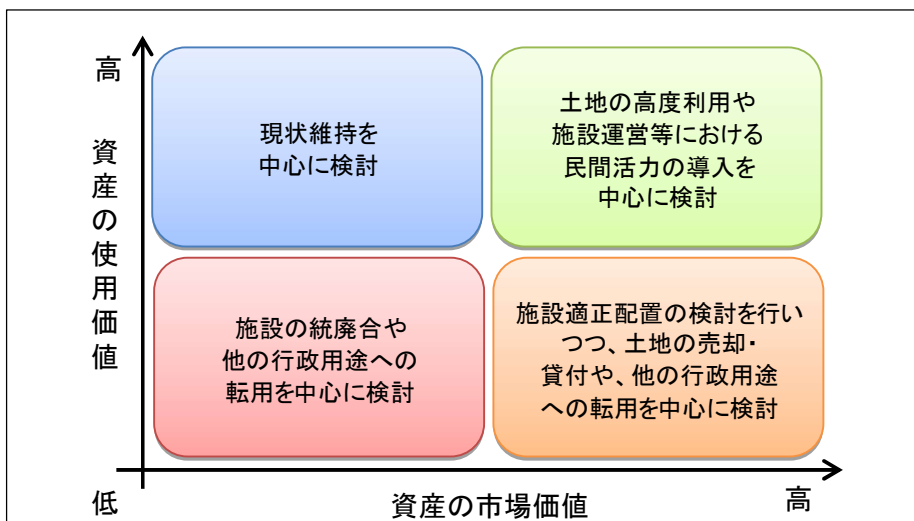 高
資産の使用価値
現状維持を
中心に検討
土地の高度利用や
施設運営等における
民間活力の導入を
中心に検討
施設の統廃合や
他の行政用途への
転用を中心に検討
施設適正配置の検討を行い
つつ、土地の売却・
貸付や、他の行政用途
への転用を中心に検討
低
資産の市場価値
高